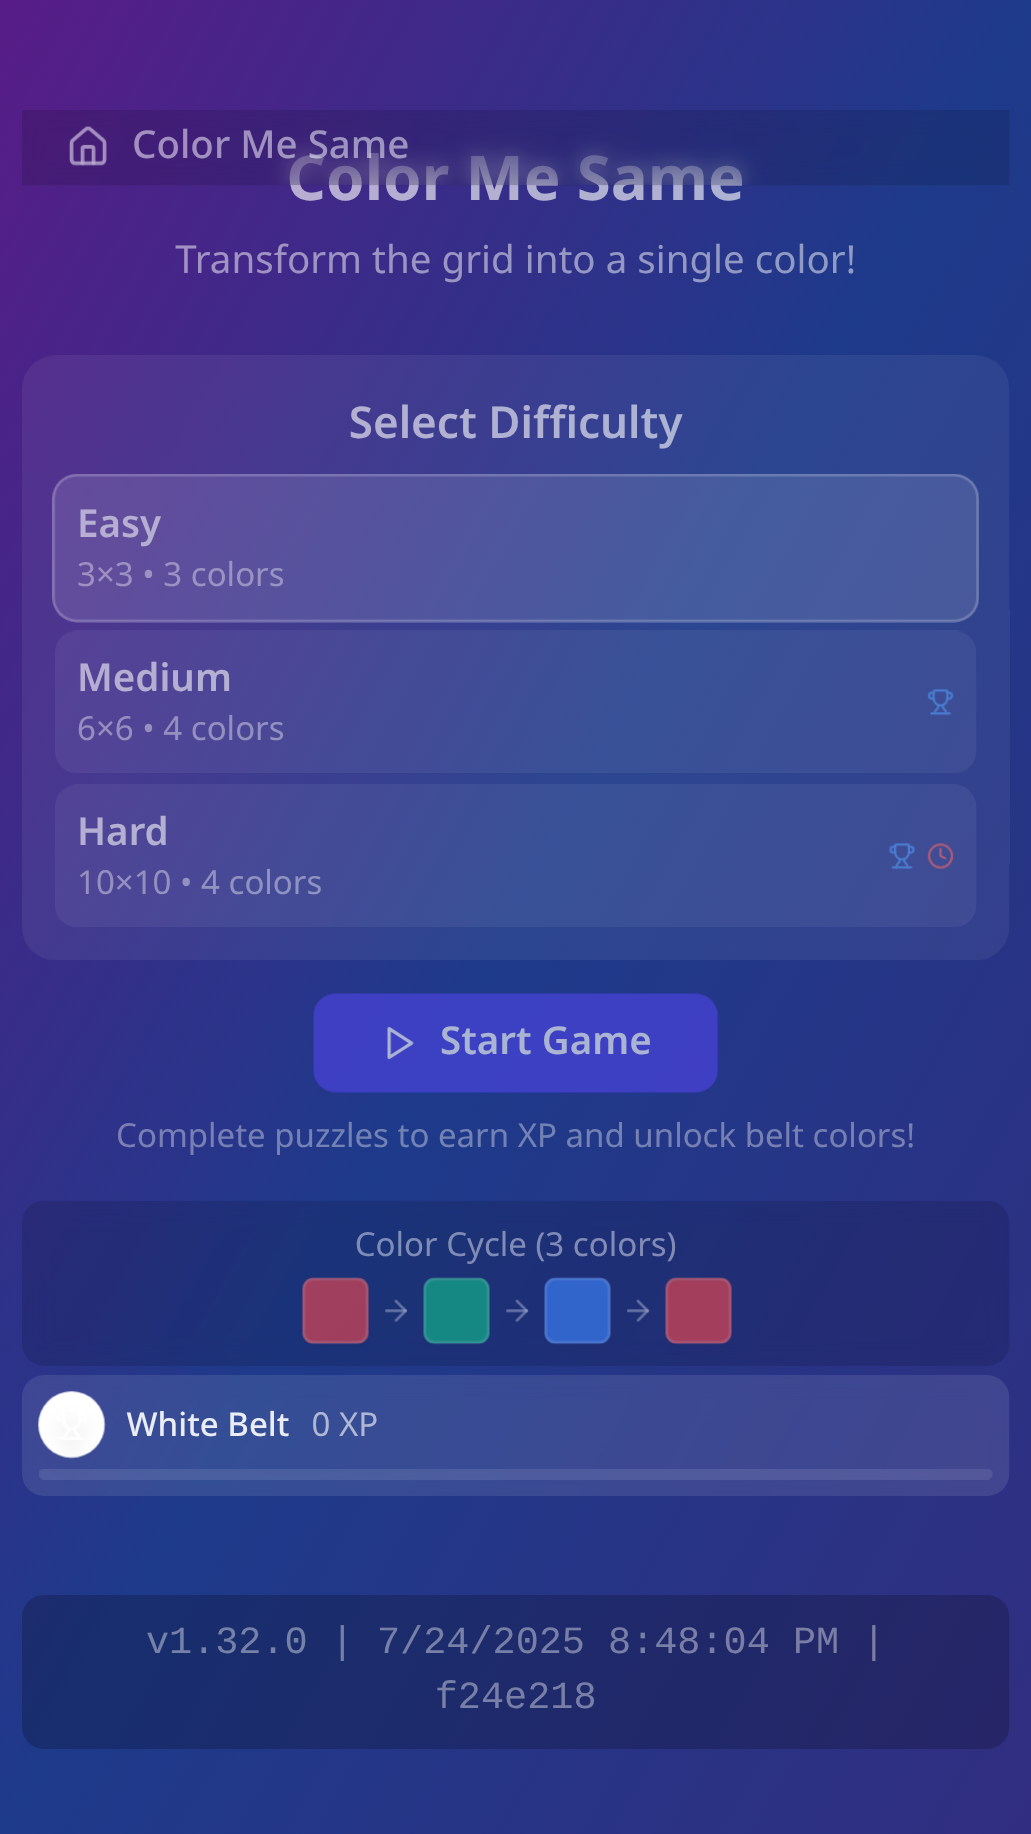 Color Me Same
Color Me Same
Transform the grid into a single color!
Select Difficulty
Easy
3×3 • 3 colors
Medium
6×6 • 4 colors
Hard
10×10 • 4 colors
Start Game
Complete puzzles to earn XP and unlock belt colors!
Color Cycle (3 colors)
White Belt 0 XP
v1.32.0 | 7/24/2025 8:48:04 PM |
f24e218